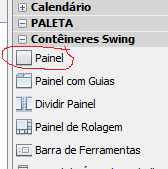 Calendário
PALETA
Contêineres Swing
Painel
Painel com Guias
Dividir Painel
Painel de Rolagem
Barra de Ferramentas